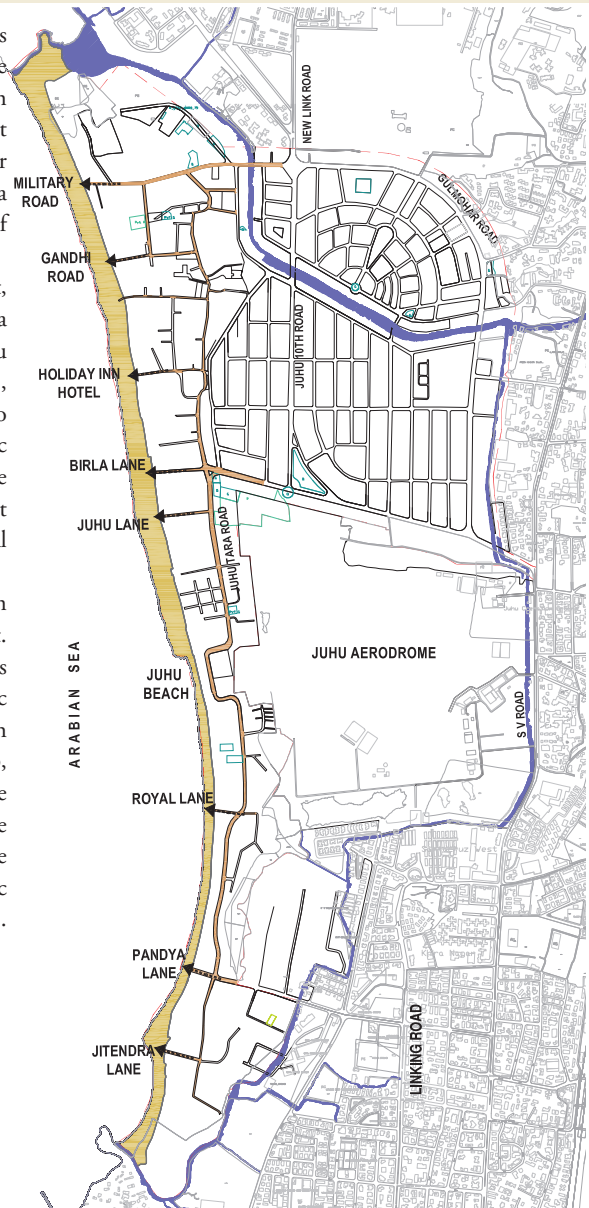 NEW LINK ROAD
GULMOHAR ROAD
MILITARY
ROAD
GANDHI
ROAD
JUHU 10TH ROAD
HOLIDAY INN
HOTEL
BIRLA LANE
JUHU LANE
JUHU TARA ROAD
JUHU AERODROME
ARABIAN SEA
JUHU
BEACH
S V ROAD
ROYAL LANE
PANDYA
LANE
JITENDRA
LANE
LINKING ROAD